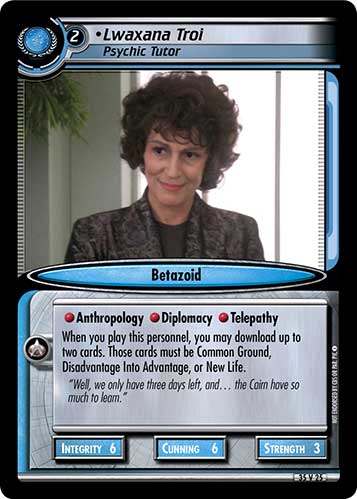 2
•Lwaxana Troi
Psychic Tutor
Betazoid
•Anthropology •Diplomacy •Telepathy
When you play this personnel, you may download up to
two cards. Those cards must be Common Ground,
Disadvantage Into Advantage, or New Life.
"Well, we only have three days left, and… the Cairn have so
much to learn."
INTEGRITY 6 CUNNING 6 STRENGTH 3
35 V 25